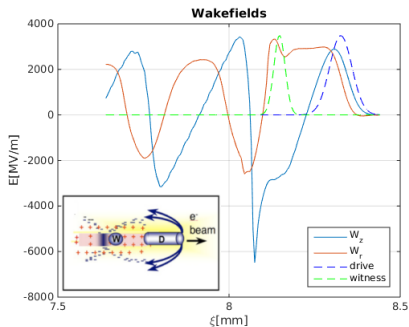 Wakefields
4000
2000
0
-2000
-4000
-6000
-8000
E[MV/m]
7.5
8
8.5
ξ[mm]
W_z
W_r
drive
witness
e-
beam
W
D